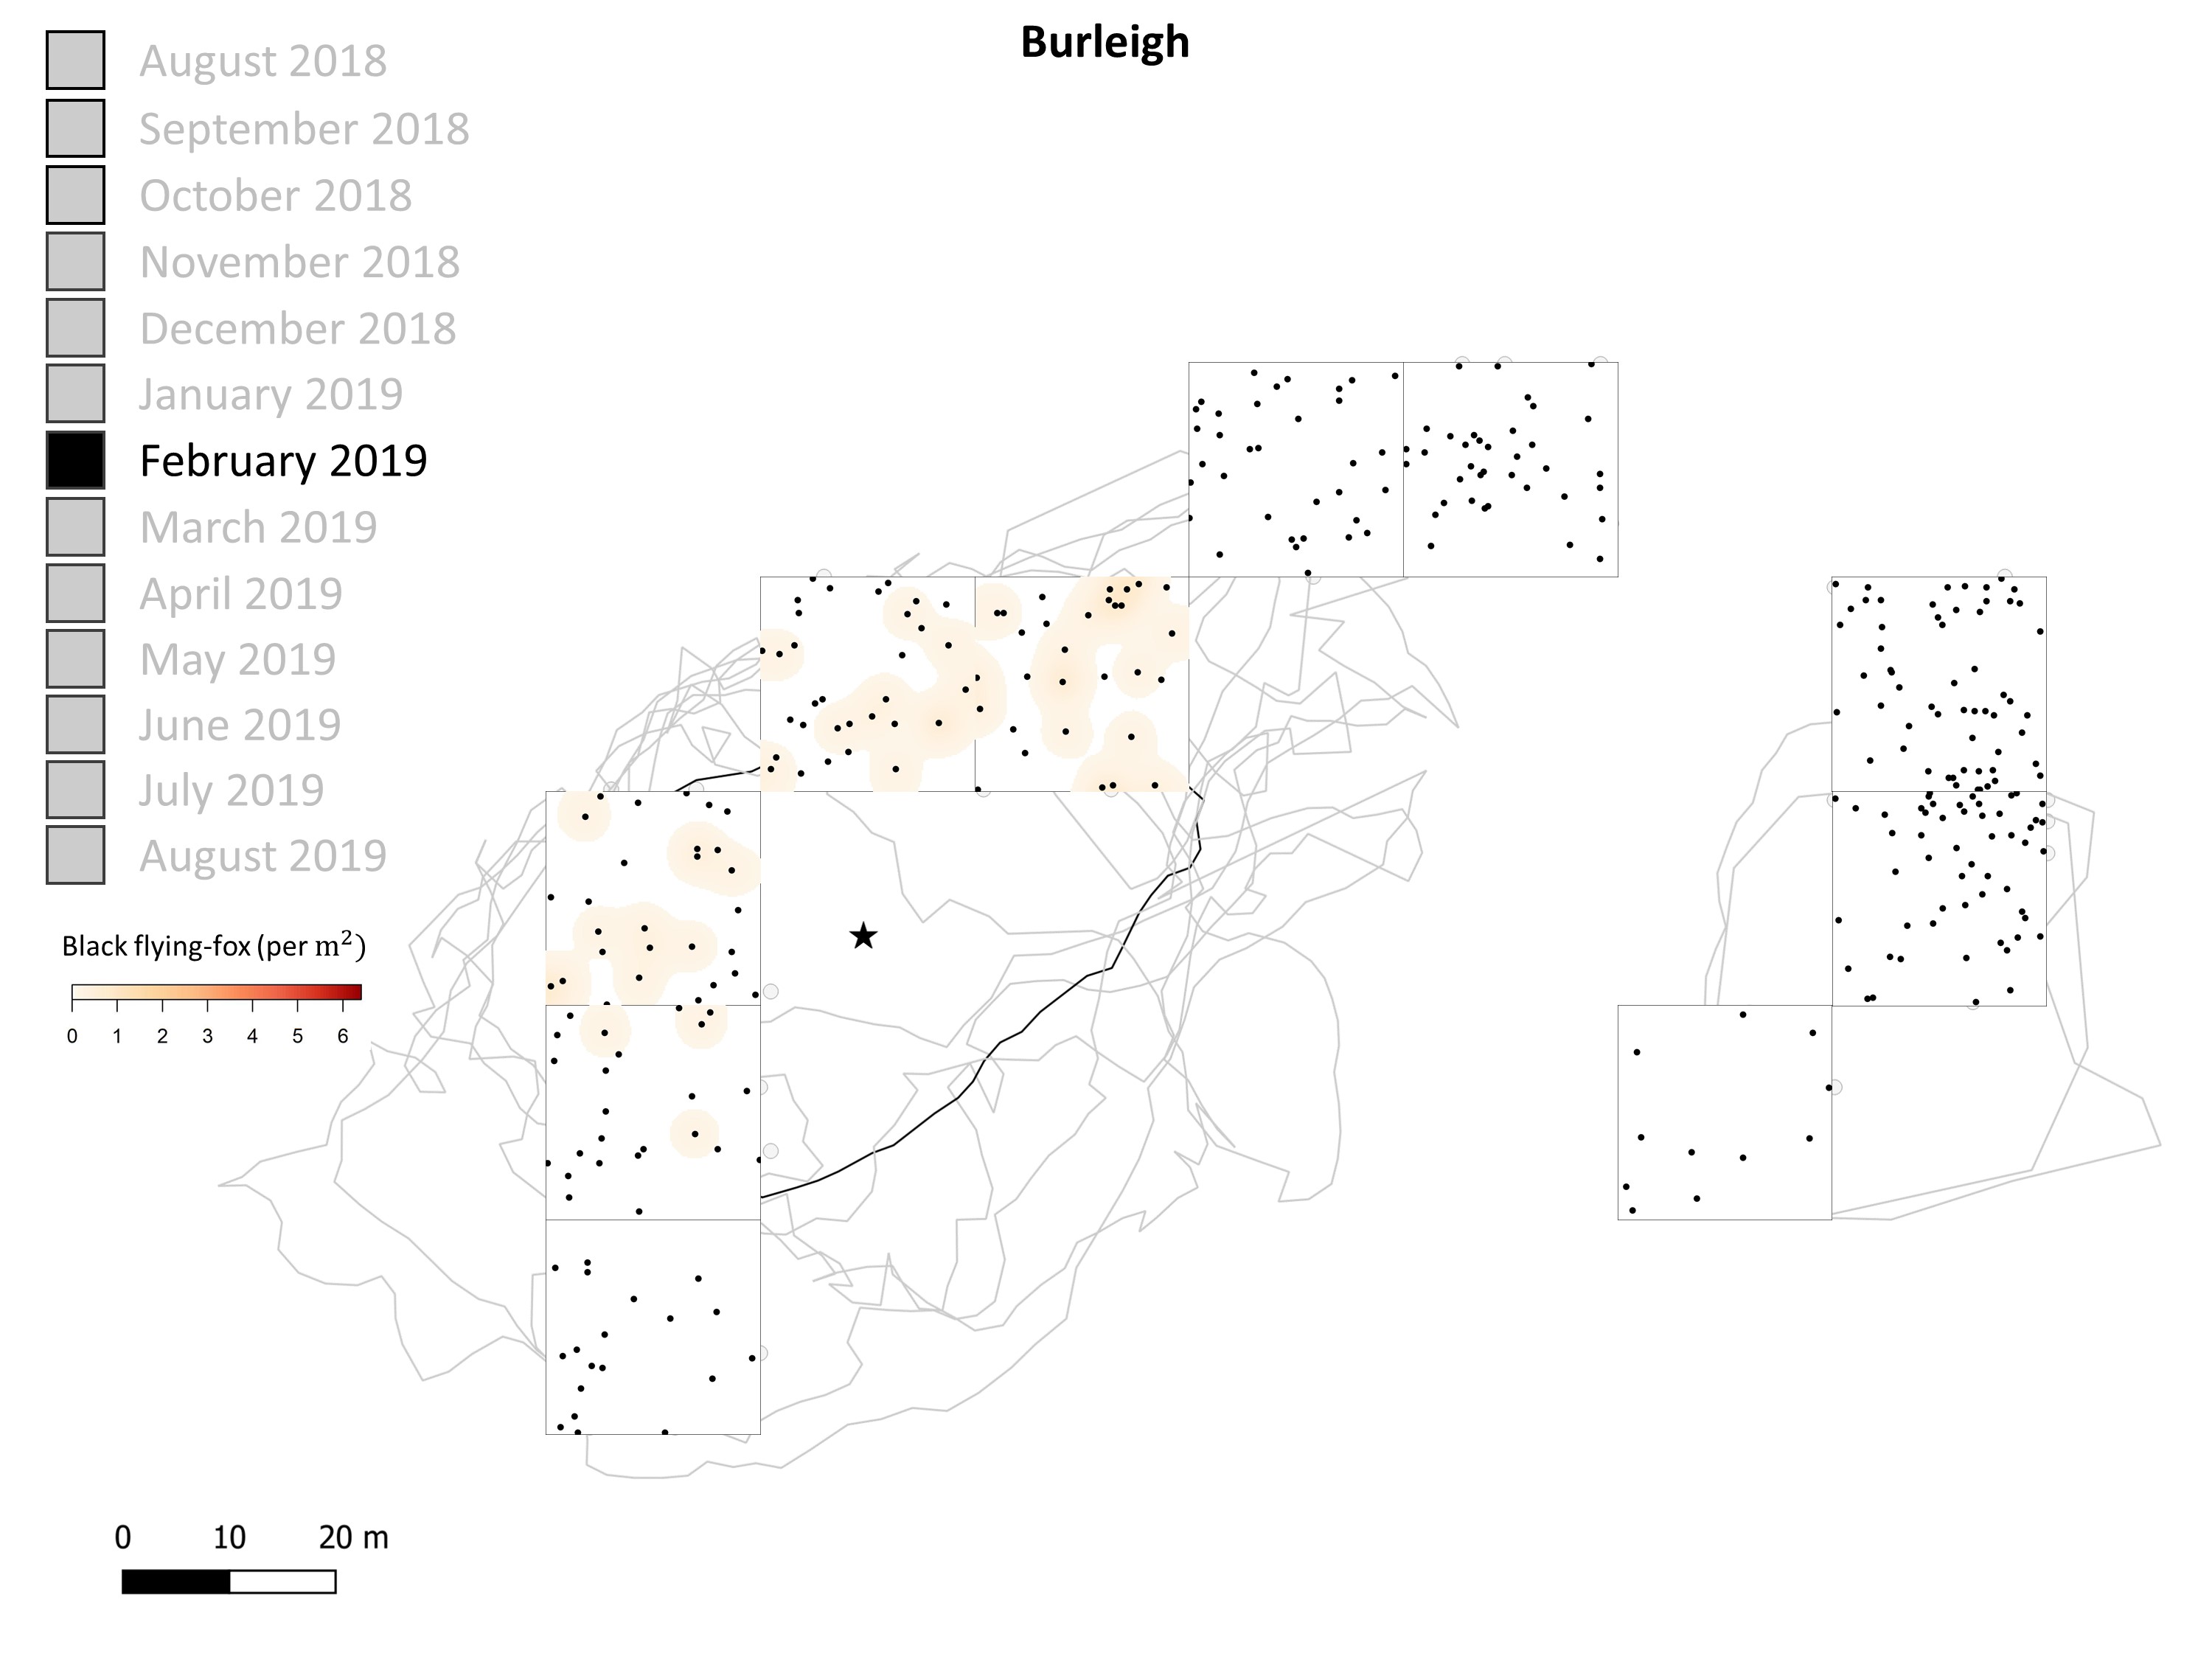 Burleigh
August 2018
September 2018
October 2018
November 2018
December 2018
January 2019
February 2019
March 2019
April 2019
May 2019
June 2019
July 2019
August 2019
Black flying-fox (per m²)
0 1 2 3 4 5 6
0 10 20 m